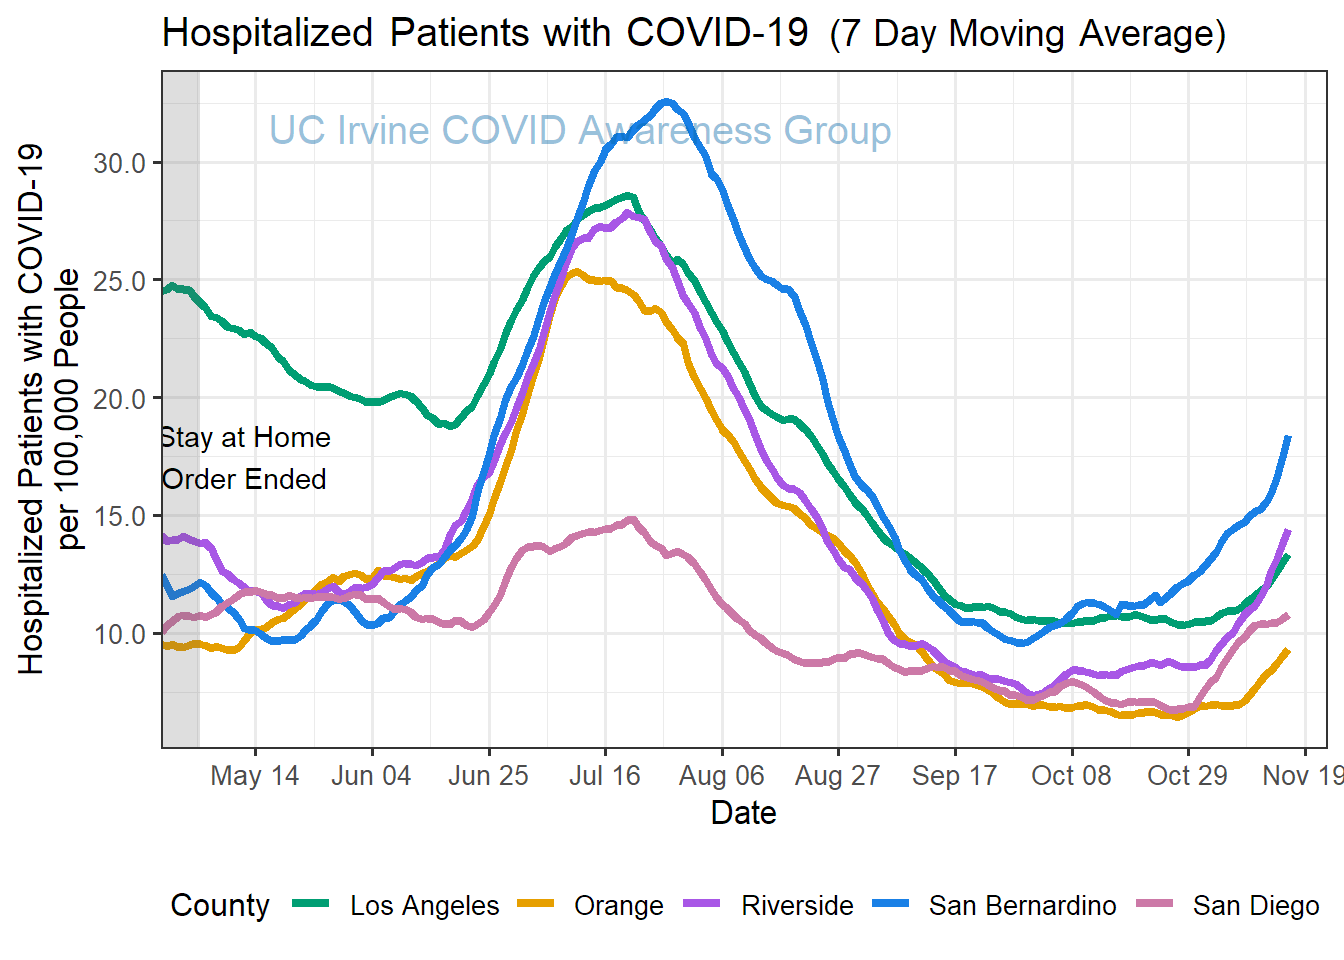 Hospitalized Patients with COVID-19 (7 Day Moving Average)
UC Irvine COVID Awareness Group
Hospitalized Patients with COVID-19
per 100,000 People
30.0
25.0
20.0
15.0
10.0
Stay at Home
Order Ended
May 14 Jun 04 Jun 25 Jul 16 Aug 06 Aug 27 Sep 17 Oct 08 Oct 29 Nov 19
Date
County Los Angeles Orange Riverside San Bernardino San Diego